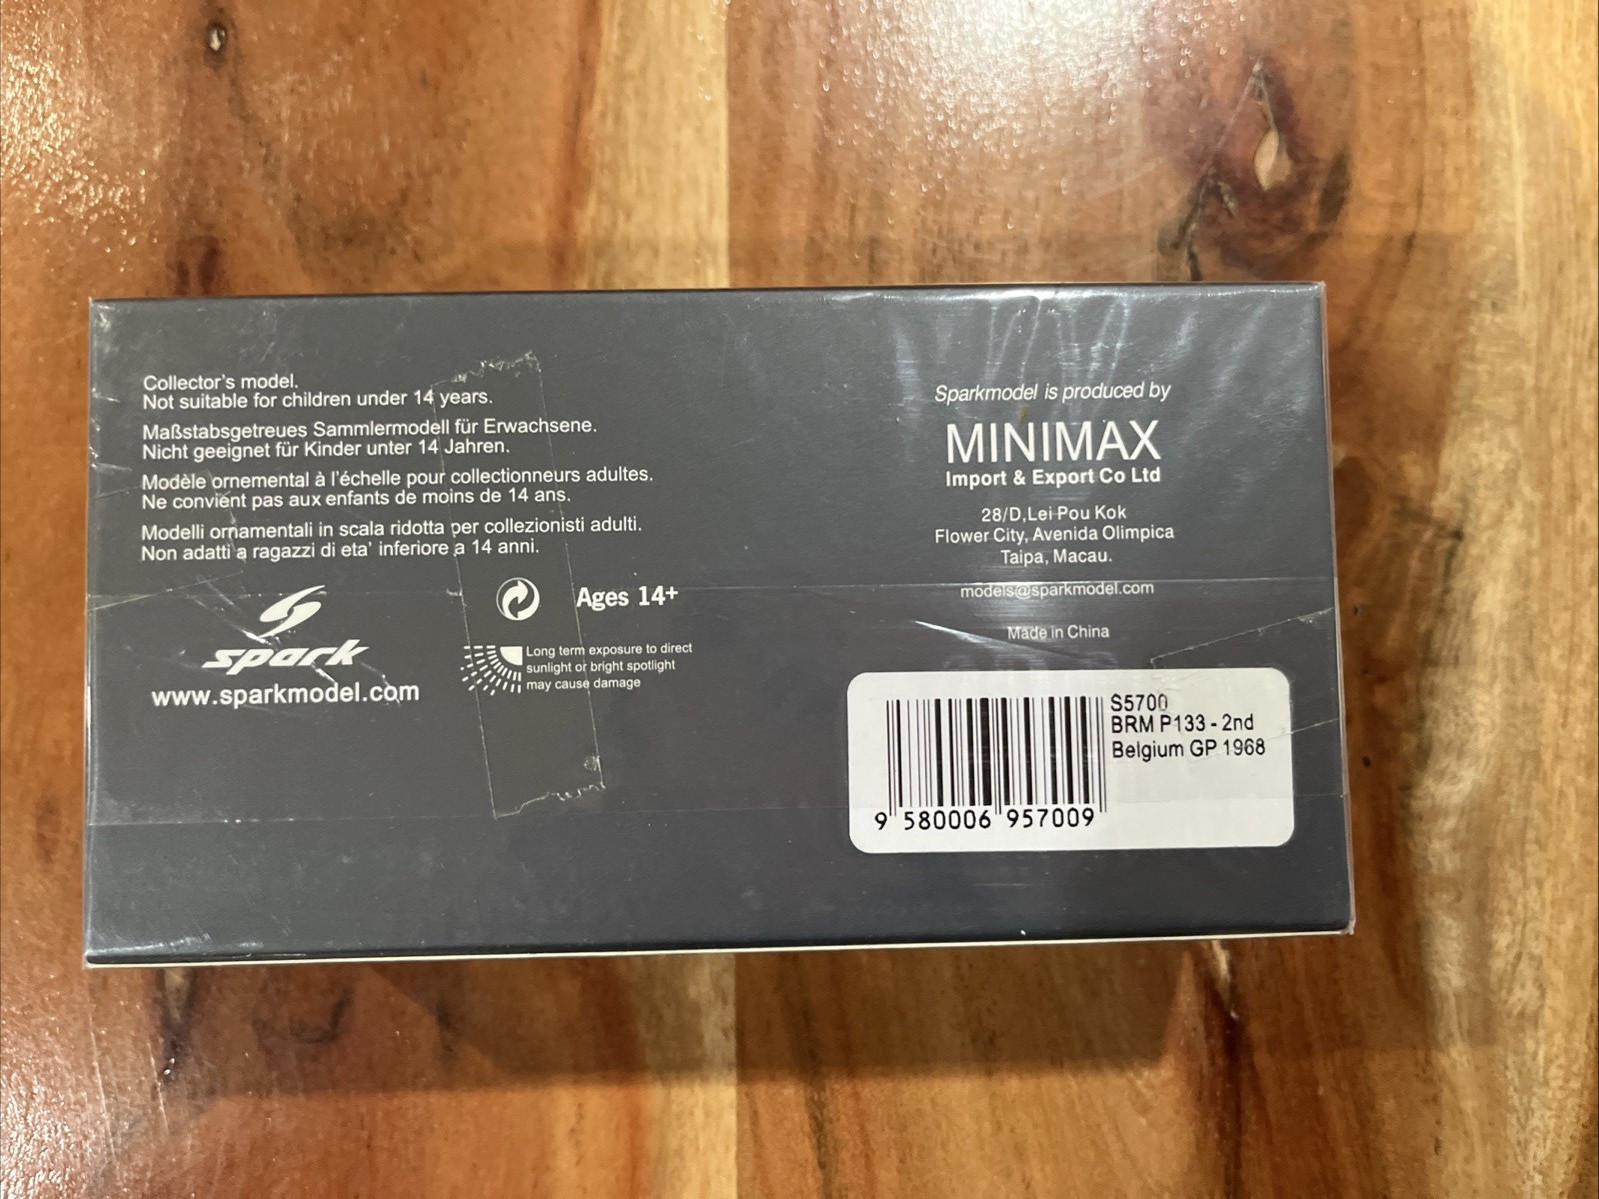 Collector's model.
Not suitable for children under 14 years.
Maßstabsgetreues Sammlermodell für Erwachsene.
Nicht geeignet für Kinder unter 14 Jahren.
Modèle ornemental à l'échelle pour collectionneurs adultes.
Ne convient pas aux enfants de moins de 14 ans.
Modelli ornamentali in scala ridotta per collezionisti adulti.
Non adatti a ragazzi di eta' inferiore a 14 anni.
spark
www.sparkmodel.com
Ages 14+
Long term exposure to direct
sunlight or bright spotlight
may cause damage
Sparkmodel is produced by
MINIMAX
Import & Export Co Ltd
28/D,Lei Pou Kok
Flower City, Avenida Olimpica
Taipa, Macau.
models@sparkmodel.com
Made in China
S5700
BRM P133 - 2nd
Belgium GP 1968
9 580006 957009